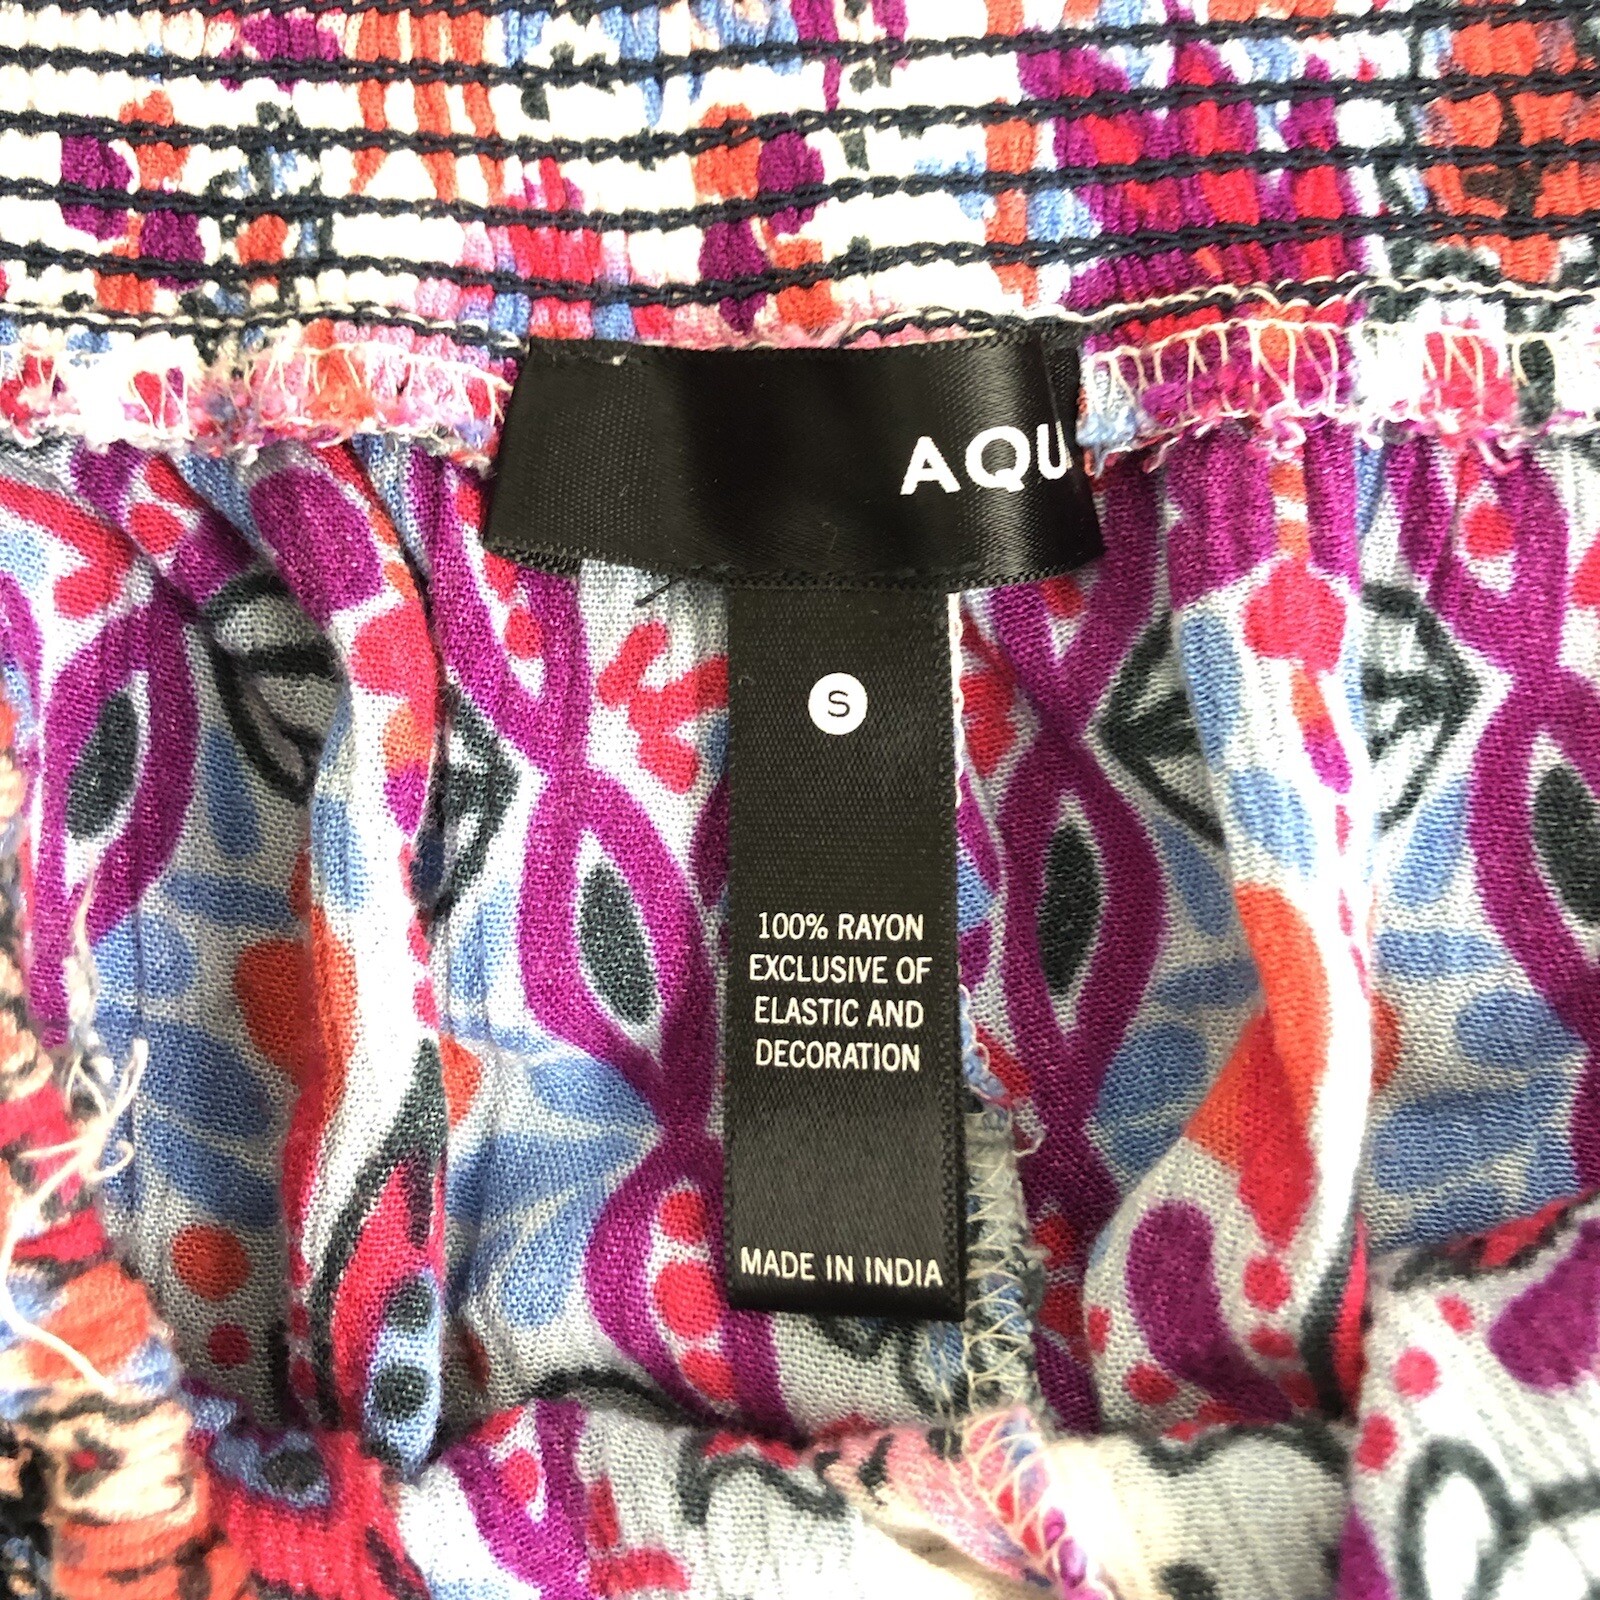 AQU
S
100% RAYON
EXCLUSIVE OF
ELASTIC AND
DECORATION
MADE IN INDIA